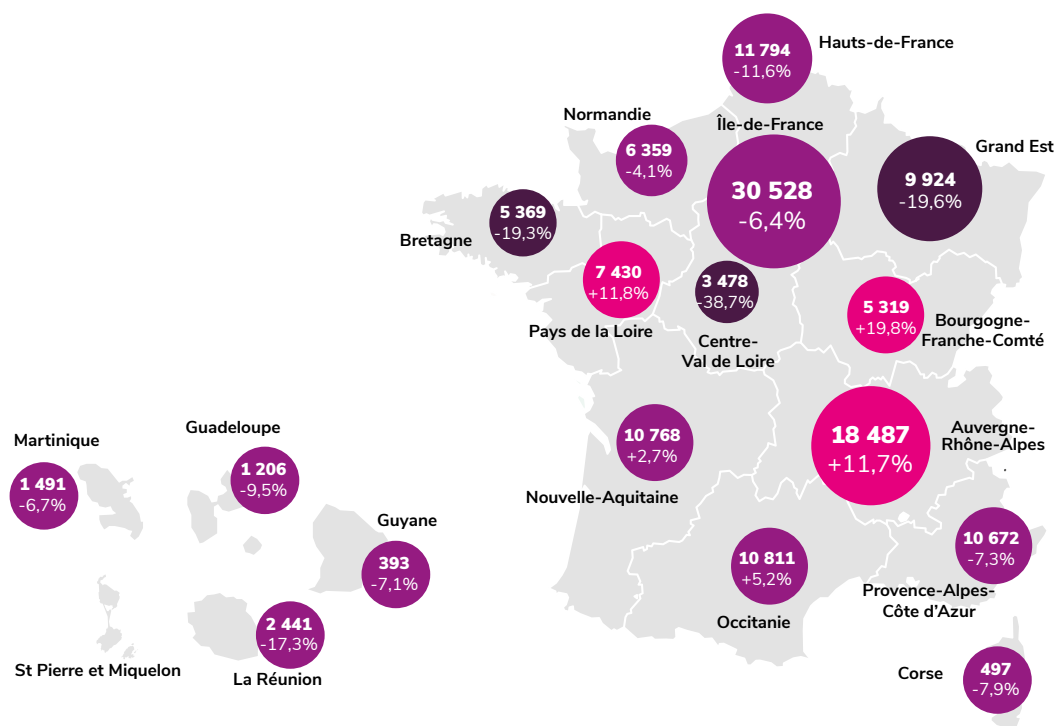 Hauts-de-France
11 794
-11,6%
Normandie
6 359
-4,1%
Île-de-France
30 528
-6,4%
Grand Est
9 924
-19,6%
5 369
-19,3%
Bretagne
7 430
+11,8%
Pays de la Loire
3 478
-38,7%
Centre-
Val de Loire
5 319
+19,8%
Bourgogne-
Franche-Comté
10 768
+2,7%
Nouvelle-Aquitaine
18 487
+11,7%
Auvergne-
Rhône-Alpes
Martinique
1 491
-6,7%
Guadeloupe
1 206
-9,5%
Guyane
393
-7,1%
10 811
+5,2%
Occitanie
10 672
-7,3%
Provence-Alpes-
Côte d’Azur
St Pierre et Miquelon
2 441
-17,3%
La Réunion
Corse
497
-7,9%